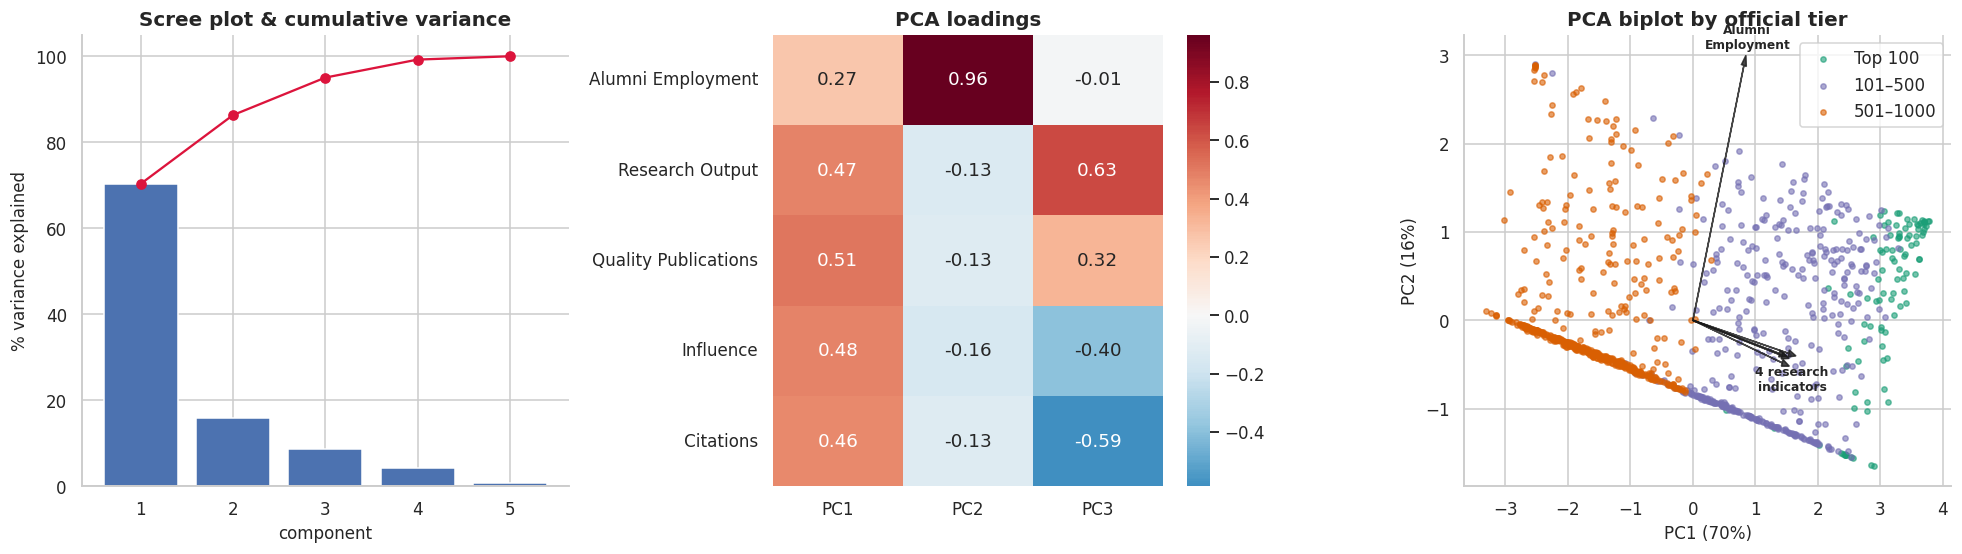 Scree plot & cumulative variance
% variance explained
100
80
60
40
20
0
1 2 3 4 5
component
PCA loadings
Alumni Employment 0.27 0.96 -0.01
Research Output 0.47 -0.13 0.63
Quality Publications 0.51 -0.13 0.32
Influence 0.48 -0.16 -0.40
Citations 0.46 -0.13 -0.59
PC1 PC2 PC3
0.8
0.6
0.4
0.2
0.0
−0.2
−0.4
PCA biplot by official tier
PC2 (16%)
3
2
1
0
−1
Alumni
Employment
Top 100
101–500
501–1000
4 research
indicators
−3 −2 −1 0 1 2 3 4
PC1 (70%)